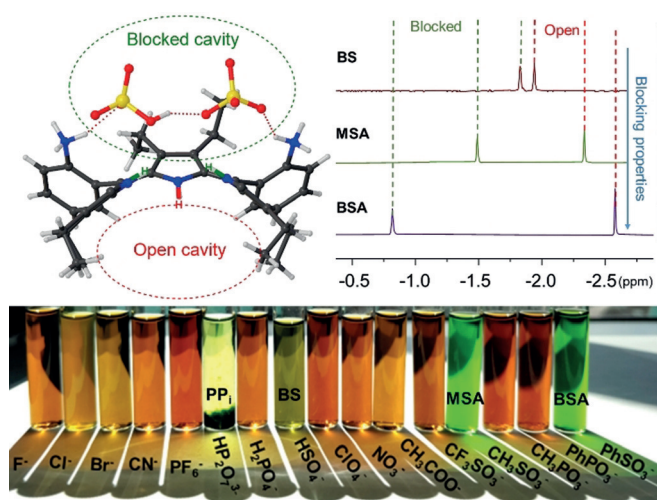 Blocked cavity
H H
H
Open cavity
Blocked Open
BS
MSA
BSA
Blocking properties
-0.5 -1.0 -1.5 -2.0 -2.5 (ppm)
PPᵢ BS MSA BSA
F⁻ Cl⁻ Br⁻ CN⁻ PF₆⁻ HP₂O₇³⁻ H₂PO₄⁻ HSO₄⁻ ClO₄⁻ NO₃⁻ CH₃COO⁻ CF₃SO₃⁻ CH₃SO₃⁻ CH₃PO₃⁻ PhPO₃⁻ PhSO₃⁻